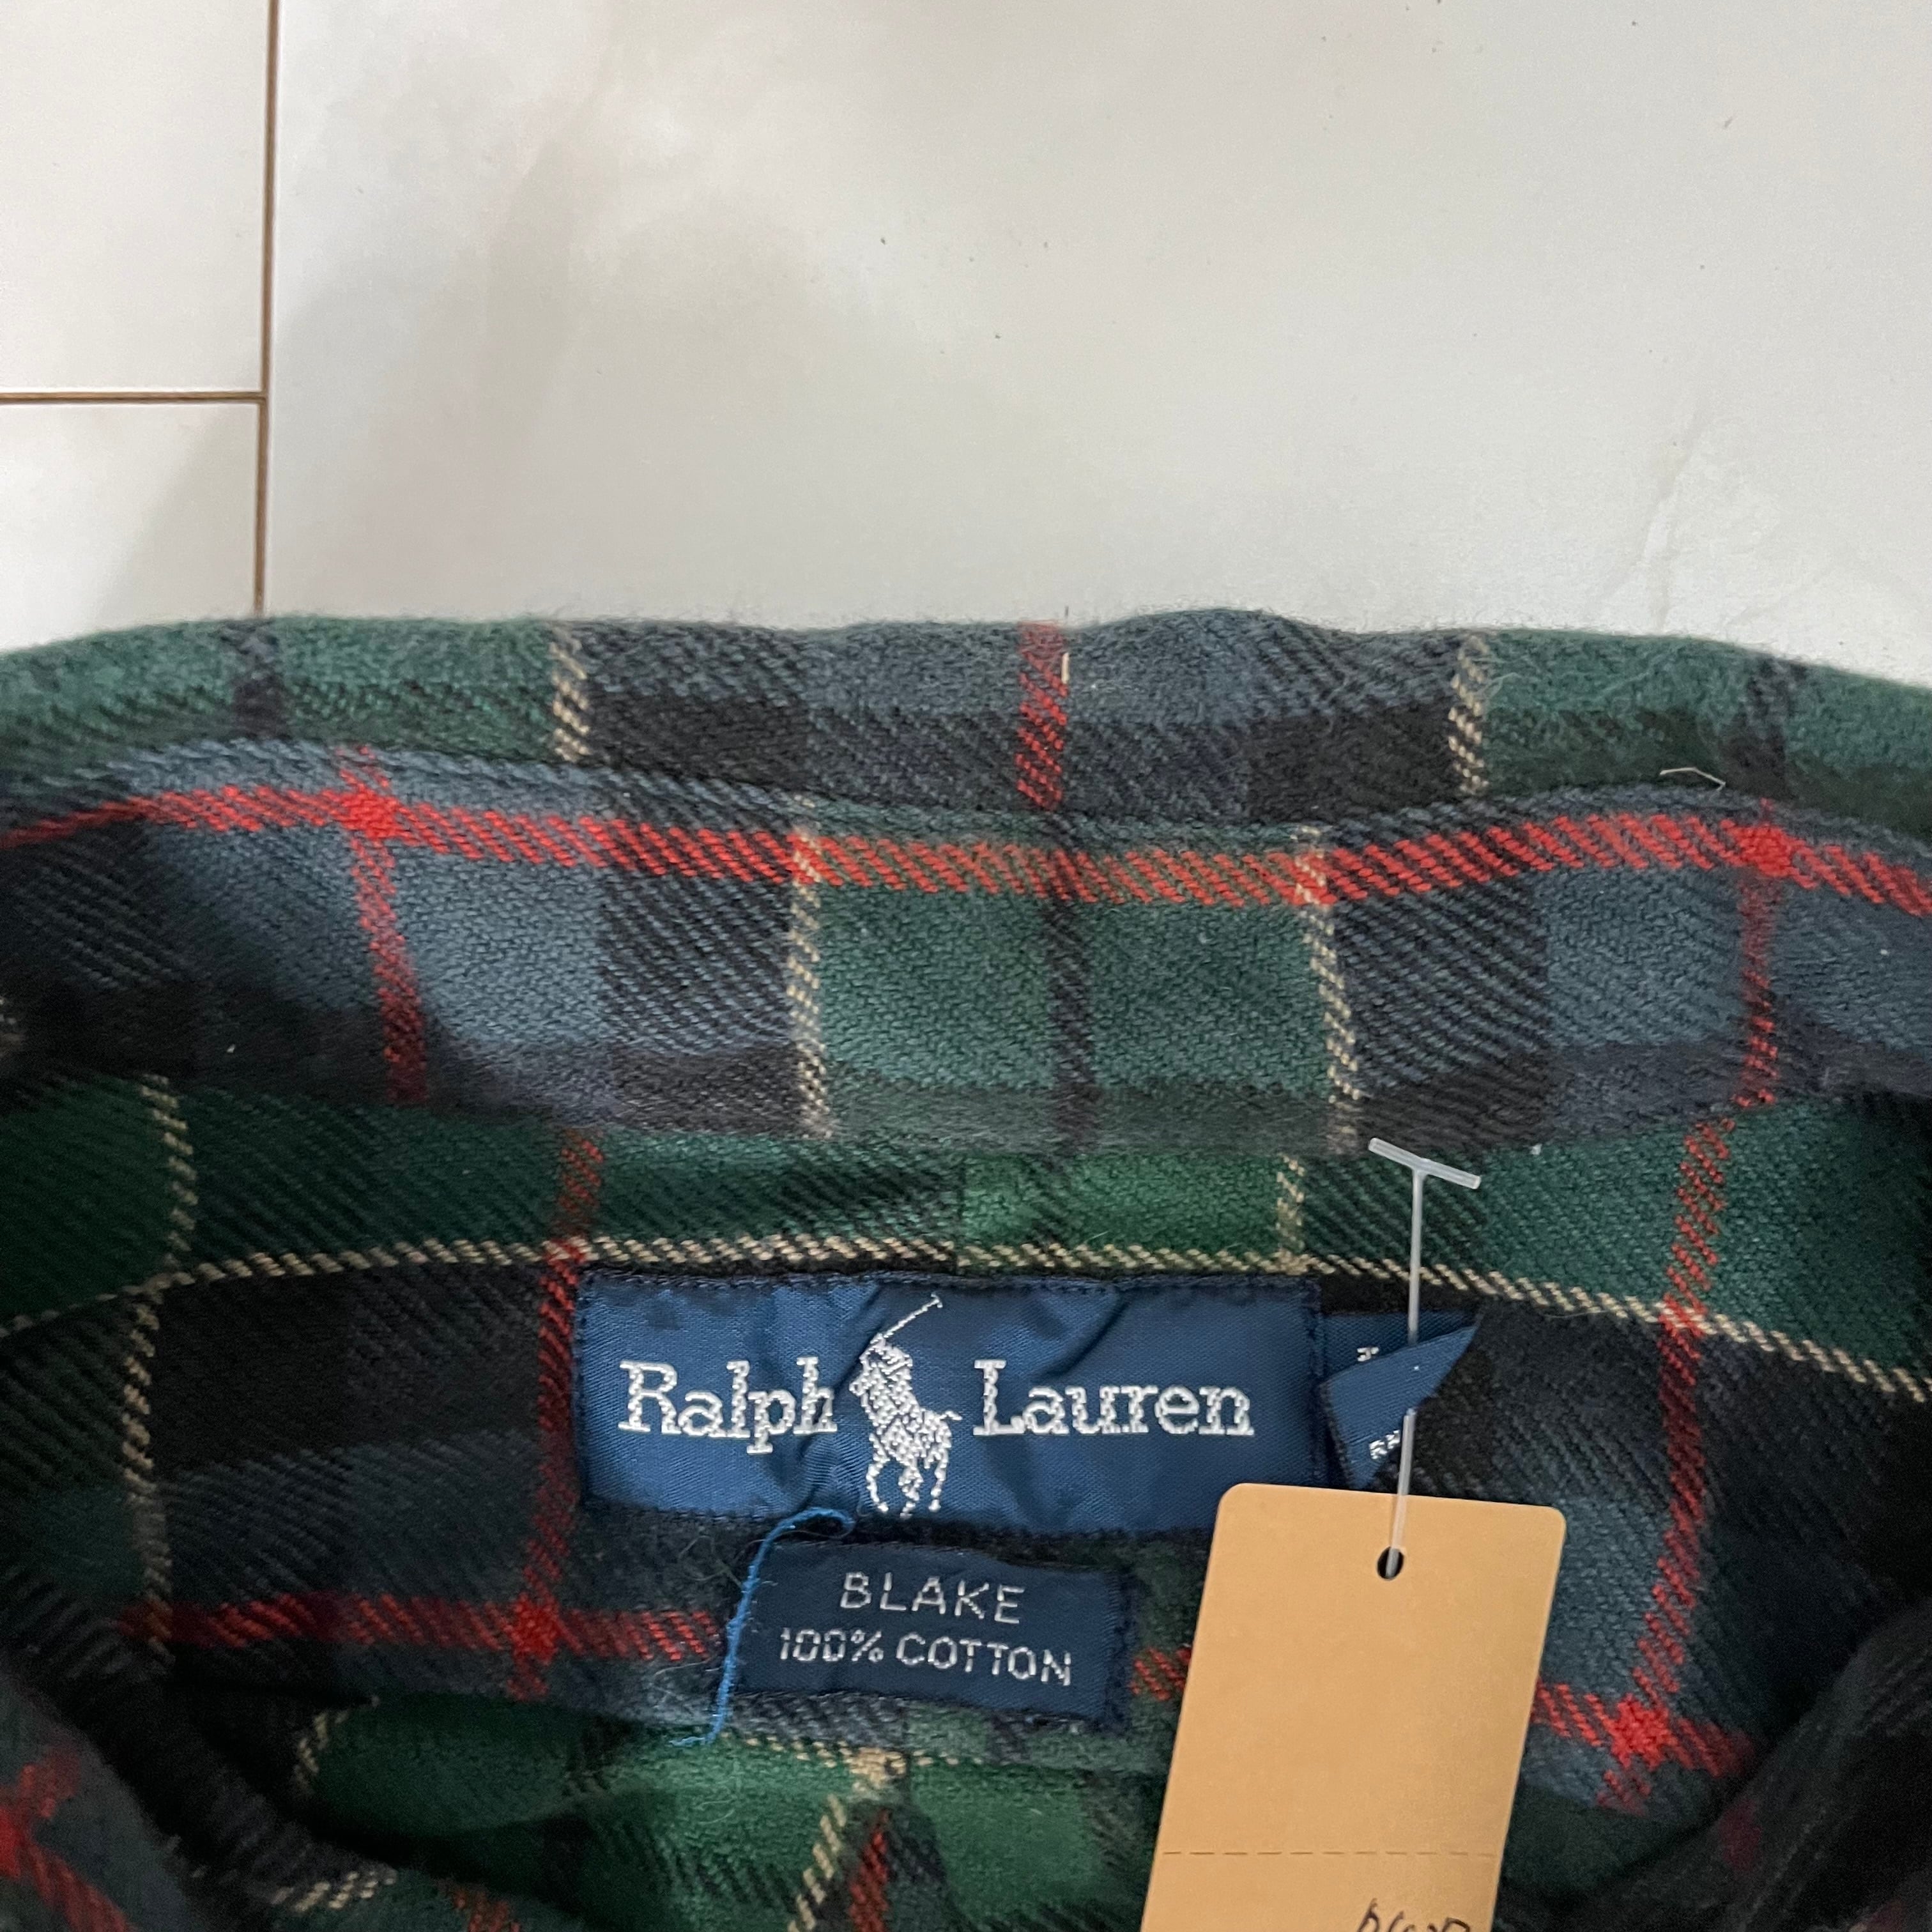 Ralph Lauren
BLAKE
100% COTTON